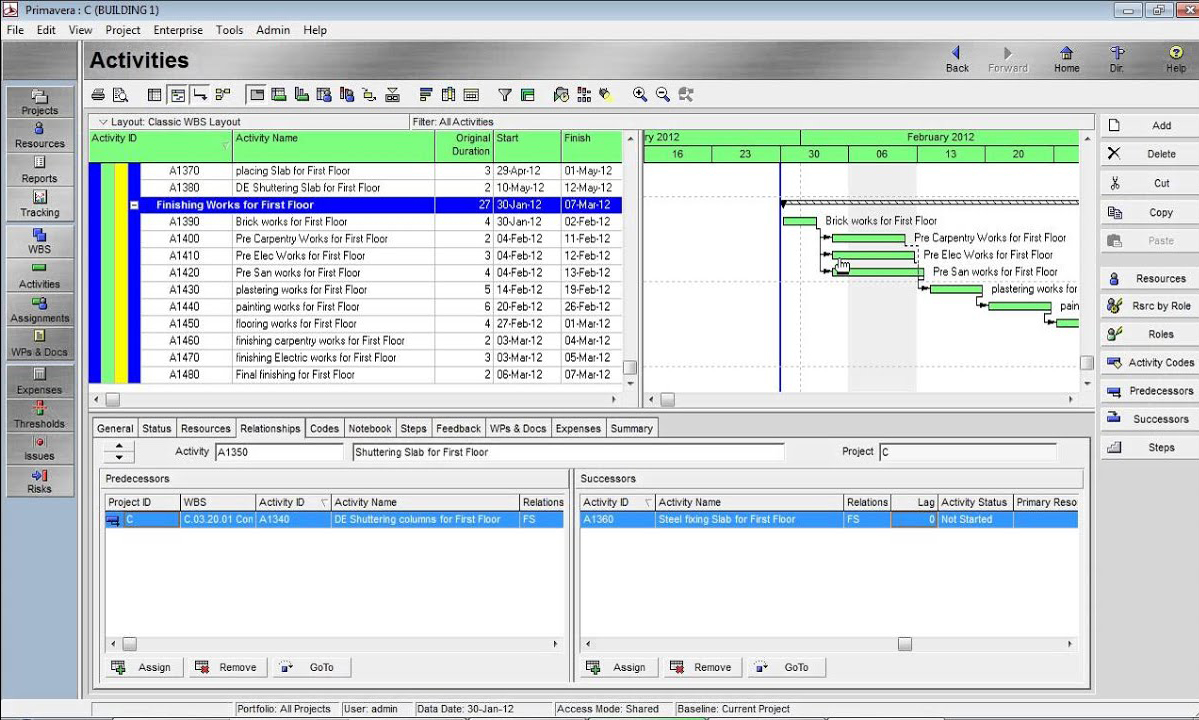 Primavera : C (BUILDING 1)
File Edit View Project Enterprise Tools Admin Help
Activities
Back Forward Home Dir. Help
Projects
Resources
Reports
Tracking
WBS
Activities
Assignments
WPs & Docs
Expenses
Thresholds
Issues
Risks
Layout: Classic WBS Layout Filter: All Activities
Activity ID Activity Name Original Duration Start Finish
A1370 placing Slab for First Floor 3 29-Apr-12 01-May-12
A1380 DE Shuttering Slab for First Floor 2 10-May-12 12-May-12
Finishing Works for First Floor 27 30-Jan-12 07-Mar-12
A1390 Brick works for First Floor 4 30-Jan-12 02-Feb-12
A1400 Pre Carpentry Works for First Floor 2 04-Feb-12 11-Feb-12
A1410 Pre Elec Works for First Floor 3 04-Feb-12 12-Feb-12
A1420 Pre San works for First Floor 4 04-Feb-12 13-Feb-12
A1430 plastering works for First Floor 5 14-Feb-12 19-Feb-12
A1440 painting works for First Floor 6 20-Feb-12 26-Feb-12
A1450 flooring works for First Floor 4 27-Feb-12 01-Mar-12
A1460 finishing carpentry works for First Floor 2 03-Mar-12 04-Mar-12
A1470 finishing Electric works for First Floor 3 03-Mar-12 05-Mar-12
A1480 Final finishing for First Floor 2 06-Mar-12 07-Mar-12
ry 2012 February 2012
16 23 30 06 13 20
Brick works for First Floor
Pre Carpentry Works for First Floor
Pre Elec Works for First Floor
Pre San works for First Floor
plastering works for
pain
Add
Delete
Cut
Copy
Paste
Resources
Rsrc by Role
Roles
Activity Codes
Predecessors
Successors
Steps
General Status Resources Relationships Codes Notebook Steps Feedback WPs & Docs Expenses Summary
Activity A1350 Shuttering Slab for First Floor Project C
Predecessors
Project ID WBS Activity ID Activity Name Relations
C C.03.20.01 Con A1340 DE Shuttering columns for First Floor FS
Assign Remove GoTo
Successors
Activity ID Activity Name Relations Lag Activity Status Primary Reso
A1360 Steel fixing Slab for First Floor FS 0 Not Started
Assign Remove GoTo
Portfolio: All Projects User: admin Data Date: 30-Jan-12 Access Mode: Shared Baseline: Current Project